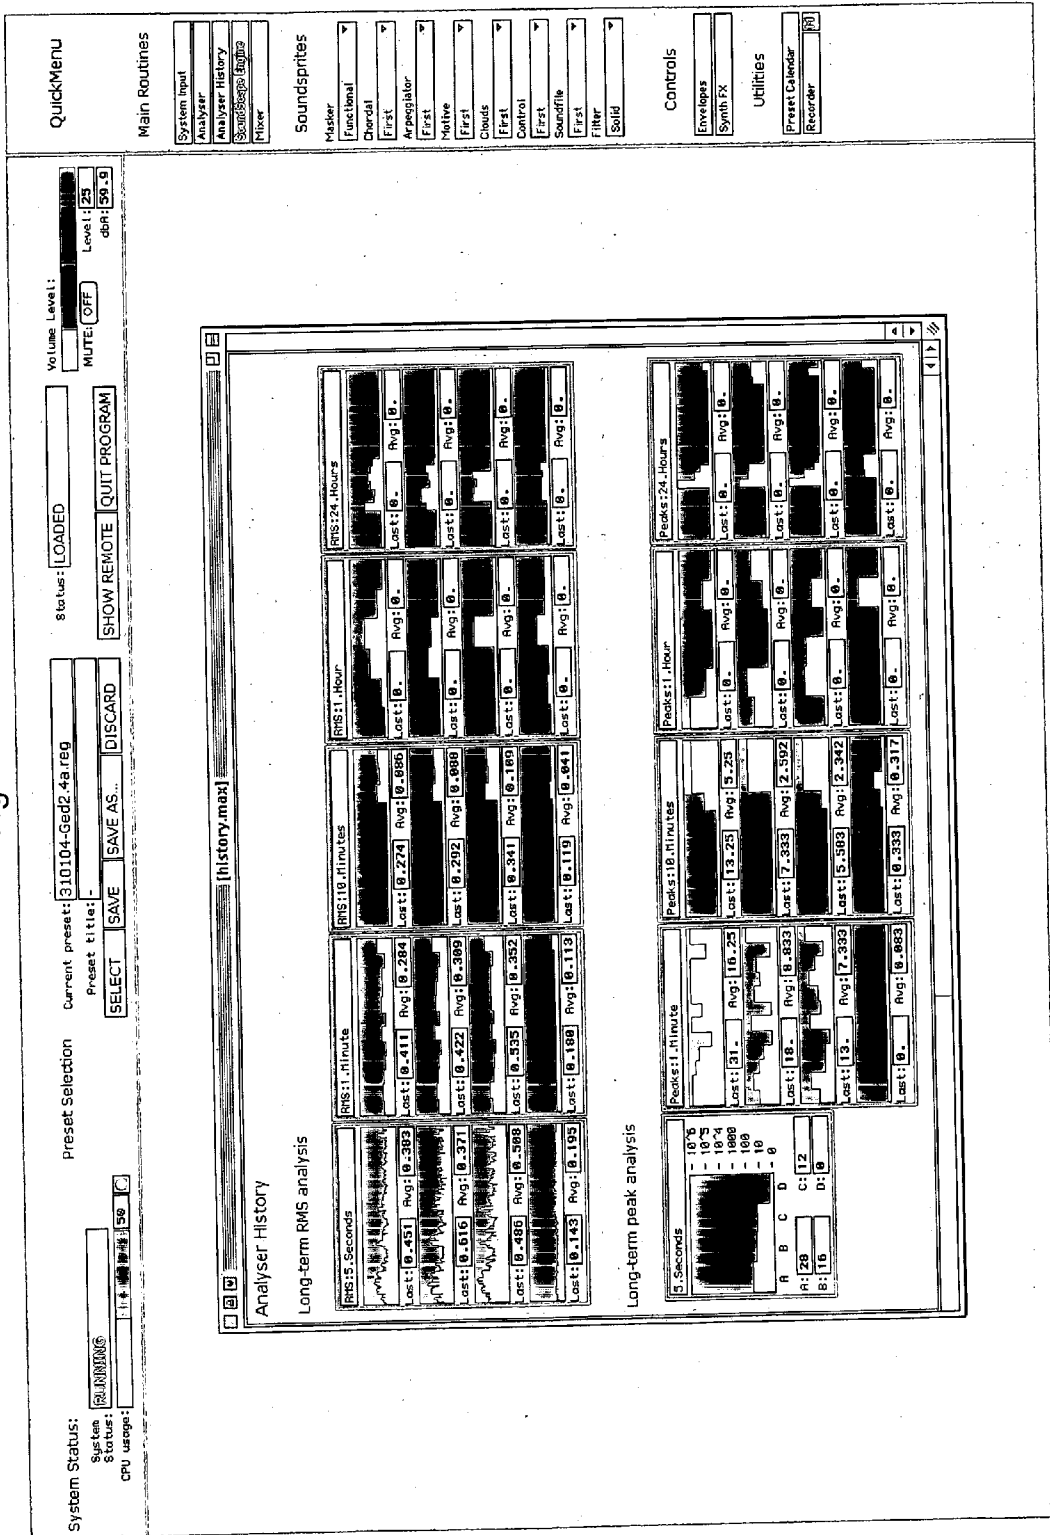 System Status:
System Status: RUNNING
CPU usage: 50
Preset Selection
Current preset: 310104-Ged2.4a.reg
Preset title: -
SELECT SAVE SAVE AS... DISCARD
Status: LOADED
SHOW REMOTE QUIT PROGRAM
Volume Level:
MUTE: OFF Level: 25
dbA: 59.9
QuickMenu
Main Routines
System Input
Analyser
Analyser History
SoundScape Engine
Mixer
Soundsprites
Masker
Functional
Chordal
First
Arpeggiator
First
Motive
First
Clouds
First
Control
First
Soundfile
First
Filter
Solid
Controls
Envelopes
Synth FX
Utilities
Preset Calendar
Recorder
[history.max]
Analyser History
Long-term RMS analysis
RMS:5.Seconds
Last: 0.451 Avg: 0.383
Last: 0.616 Avg: 0.371
Last: 0.486 Avg: 0.508
Last: 0.143 Avg: 0.195
RMS:1.Minute
Last: 0.411 Avg: 0.284
Last: 0.422 Avg: 0.309
Last: 0.535 Avg: 0.352
Last: 0.180 Avg: 0.113
RMS:10.Minutes
Last: 0.274 Avg: 0.086
Last: 0.292 Avg: 0.088
Last: 0.341 Avg: 0.109
Last: 0.119 Avg: 0.041
RMS:1.Hour
Last: 0. Avg: 0.
Last: 0. Avg: 0.
Last: 0. Avg: 0.
Last: 0. Avg: 0.
RMS:24.Hours
Last: 0. Avg: 0.
Last: 0. Avg: 0.
Last: 0. Avg: 0.
Last: 0. Avg: 0.
Long-term peak analysis
5.Seconds
- 10^6
- 10^5
- 10^4
- 1000
- 100
- 10
- 0
A B C D
A: 28 C: 12
B: 16 D: 0
Peaks:1.Minute
Last: 31. Avg: 16.25
Last: 18. Avg: 8.833
Last: 13. Avg: 7.333
Last: 0. Avg: 0.083
Peaks:10.Minutes
Last: 13.25 Avg: 5.25
Last: 7.333 Avg: 2.592
Last: 5.583 Avg: 2.342
Last: 0.333 Avg: 0.317
Peaks:1.Hour
Last: 0. Avg: 0.
Last: 0. Avg: 0.
Last: 0. Avg: 0.
Last: 0. Avg: 0.
Peaks:24.Hours
Last: 0. Avg: 0.
Last: 0. Avg: 0.
Last: 0. Avg: 0.
Last: 0. Avg: 0.